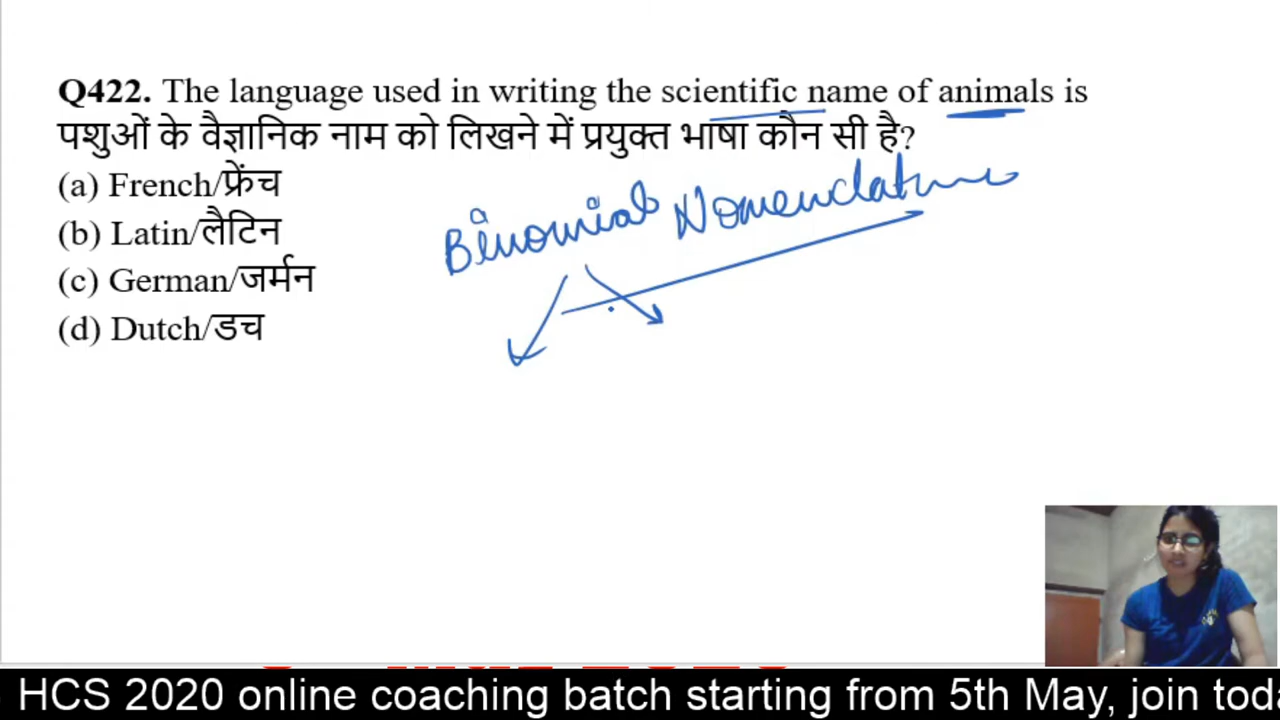 Q422. The language used in writing the scientific name of animals is
पशुओं के वैज्ञानिक नाम को लिखने में प्रयुक्त भाषा कौन सी है?
(a) French/फ्रेंच
(b) Latin/लैटिन
(c) German/जर्मन
(d) Dutch/डच
Binomial Nomenclature
HCS 2020 online coaching batch starting from 5th May, join